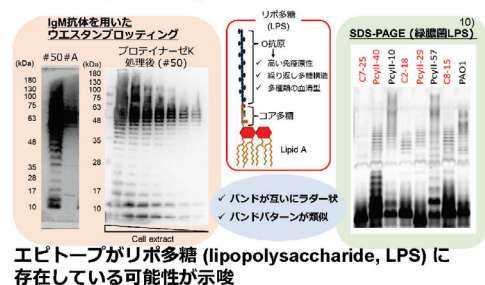 IgM抗体を用いた
ウエスタンブロッティング
#50 #A
プロテイナーゼK
処理後 (#50)
(kDa)
180
130
100
75
63
48
35
28
17
10
(kDa)
180
130
100
75
63
48
35
28
17
10
Cell extract
リポ多糖
(LPS)
O抗原
✓ 高い免疫原性
✓ 繰り返し多糖構造
✓ 多種類の血清型
コア多糖
Lipid A
✓ バンドが互いにラダー状
✓ バンドパターンが類似
10)
SDS-PAGE (緑膿菌LPS)
C7-25
PcyII-40
PcyII-10
C2-18
PcyII-29
PcyII-57
C8-15
PAO1
エピトープがリポ多糖 (lipopolysaccharide, LPS) に
存在している可能性が示唆